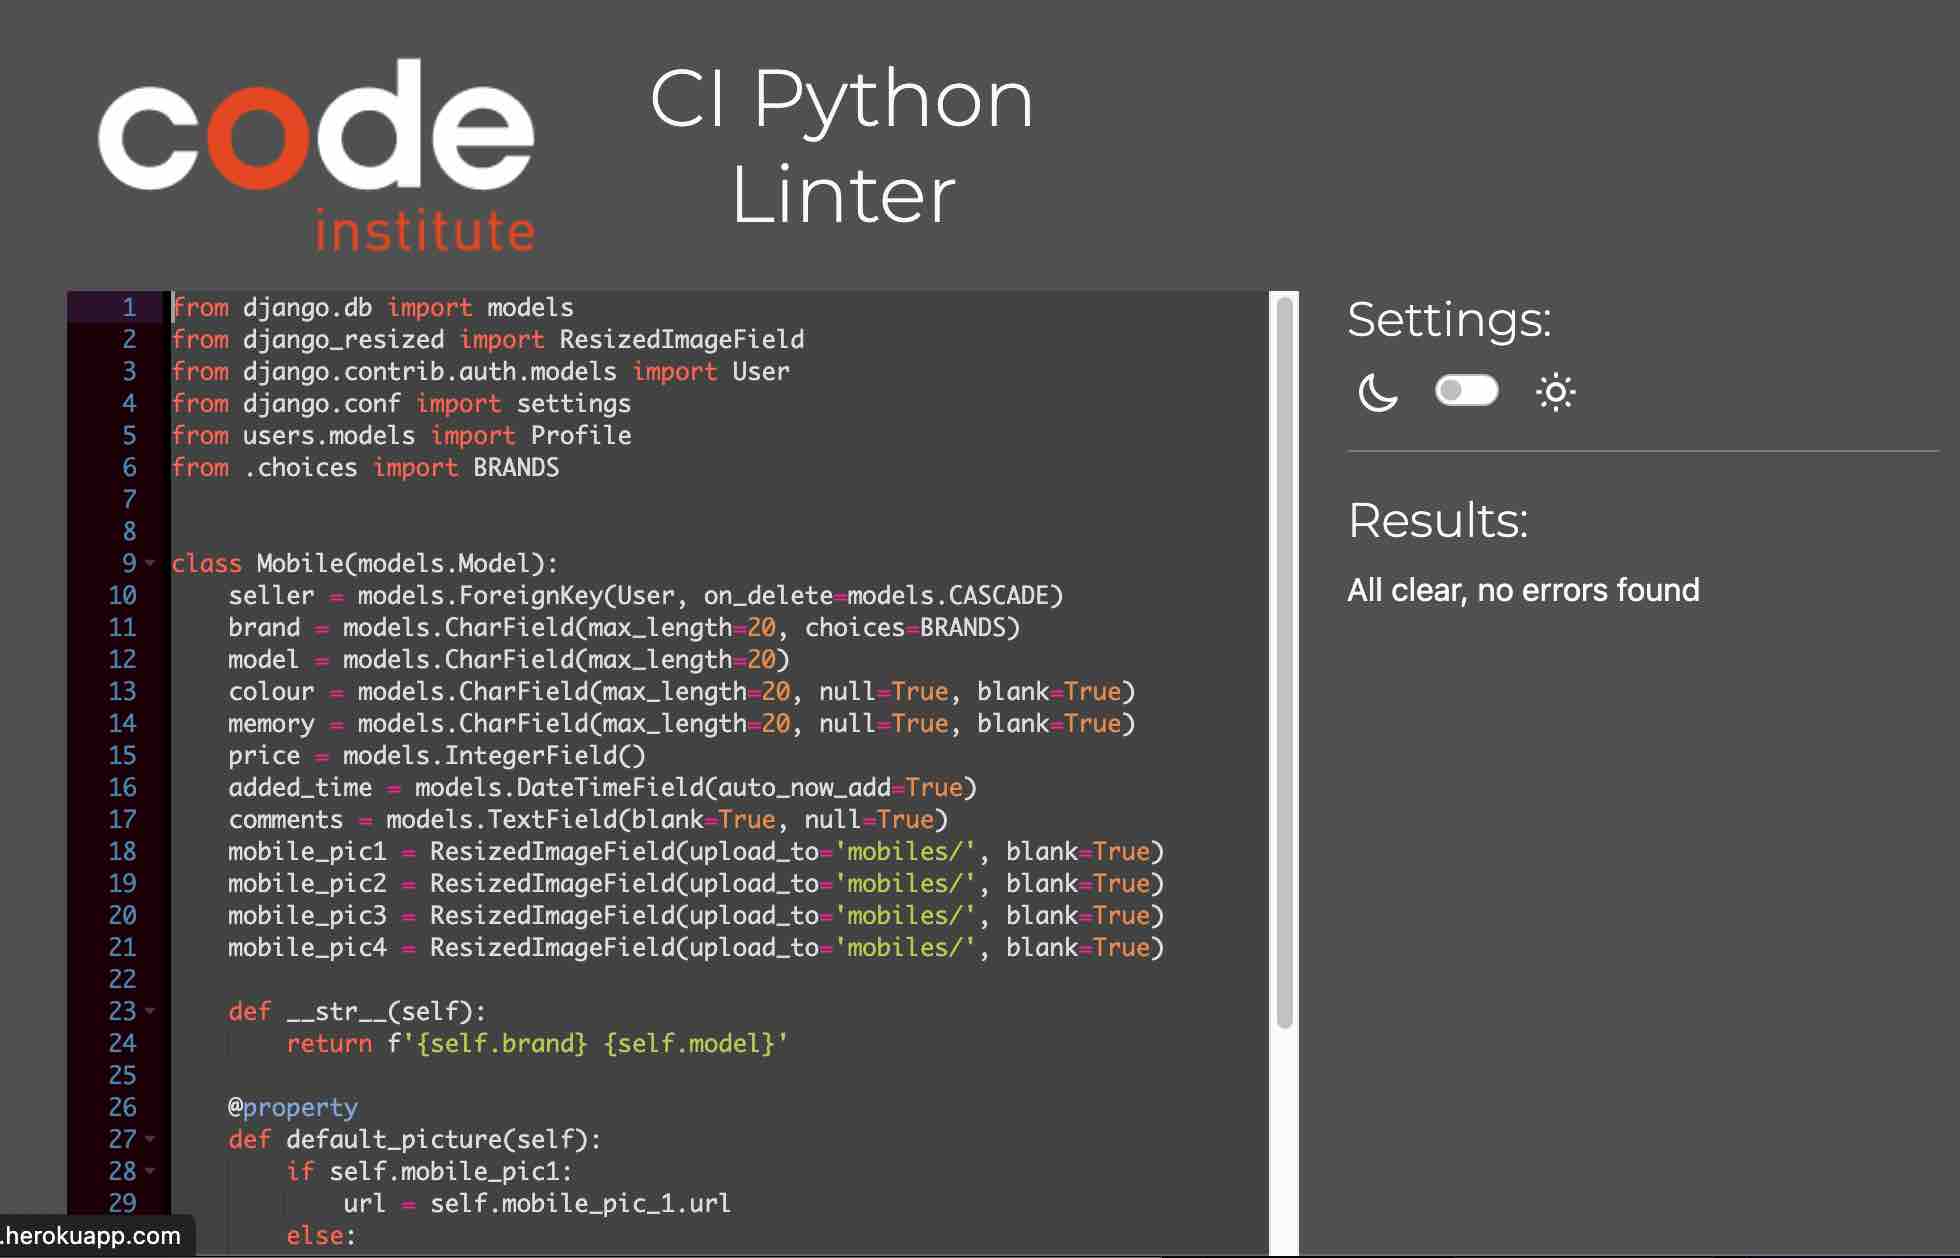 code
institute
CI Python
Linter
1 from django.db import models
2 from django_resized import ResizedImageField
3 from django.contrib.auth.models import User
4 from django.conf import settings
5 from users.models import Profile
6 from .choices import BRANDS
7
8
9 class Mobile(models.Model):
10     seller = models.ForeignKey(User, on_delete=models.CASCADE)
11     brand = models.CharField(max_length=20, choices=BRANDS)
12     model = models.CharField(max_length=20)
13     colour = models.CharField(max_length=20, null=True, blank=True)
14     memory = models.CharField(max_length=20, null=True, blank=True)
15     price = models.IntegerField()
16     added_time = models.DateTimeField(auto_now_add=True)
17     comments = models.TextField(blank=True, null=True)
18     mobile_pic1 = ResizedImageField(upload_to='mobiles/', blank=True)
19     mobile_pic2 = ResizedImageField(upload_to='mobiles/', blank=True)
20     mobile_pic3 = ResizedImageField(upload_to='mobiles/', blank=True)
21     mobile_pic4 = ResizedImageField(upload_to='mobiles/', blank=True)
22
23     def __str__(self):
24         return f'{self.brand} {self.model}'
25
26     @property
27     def default_picture(self):
28         if self.mobile_pic1:
29             url = self.mobile_pic_1.url
        else:
.herokuapp.com
Settings:
Results:
All clear, no errors found